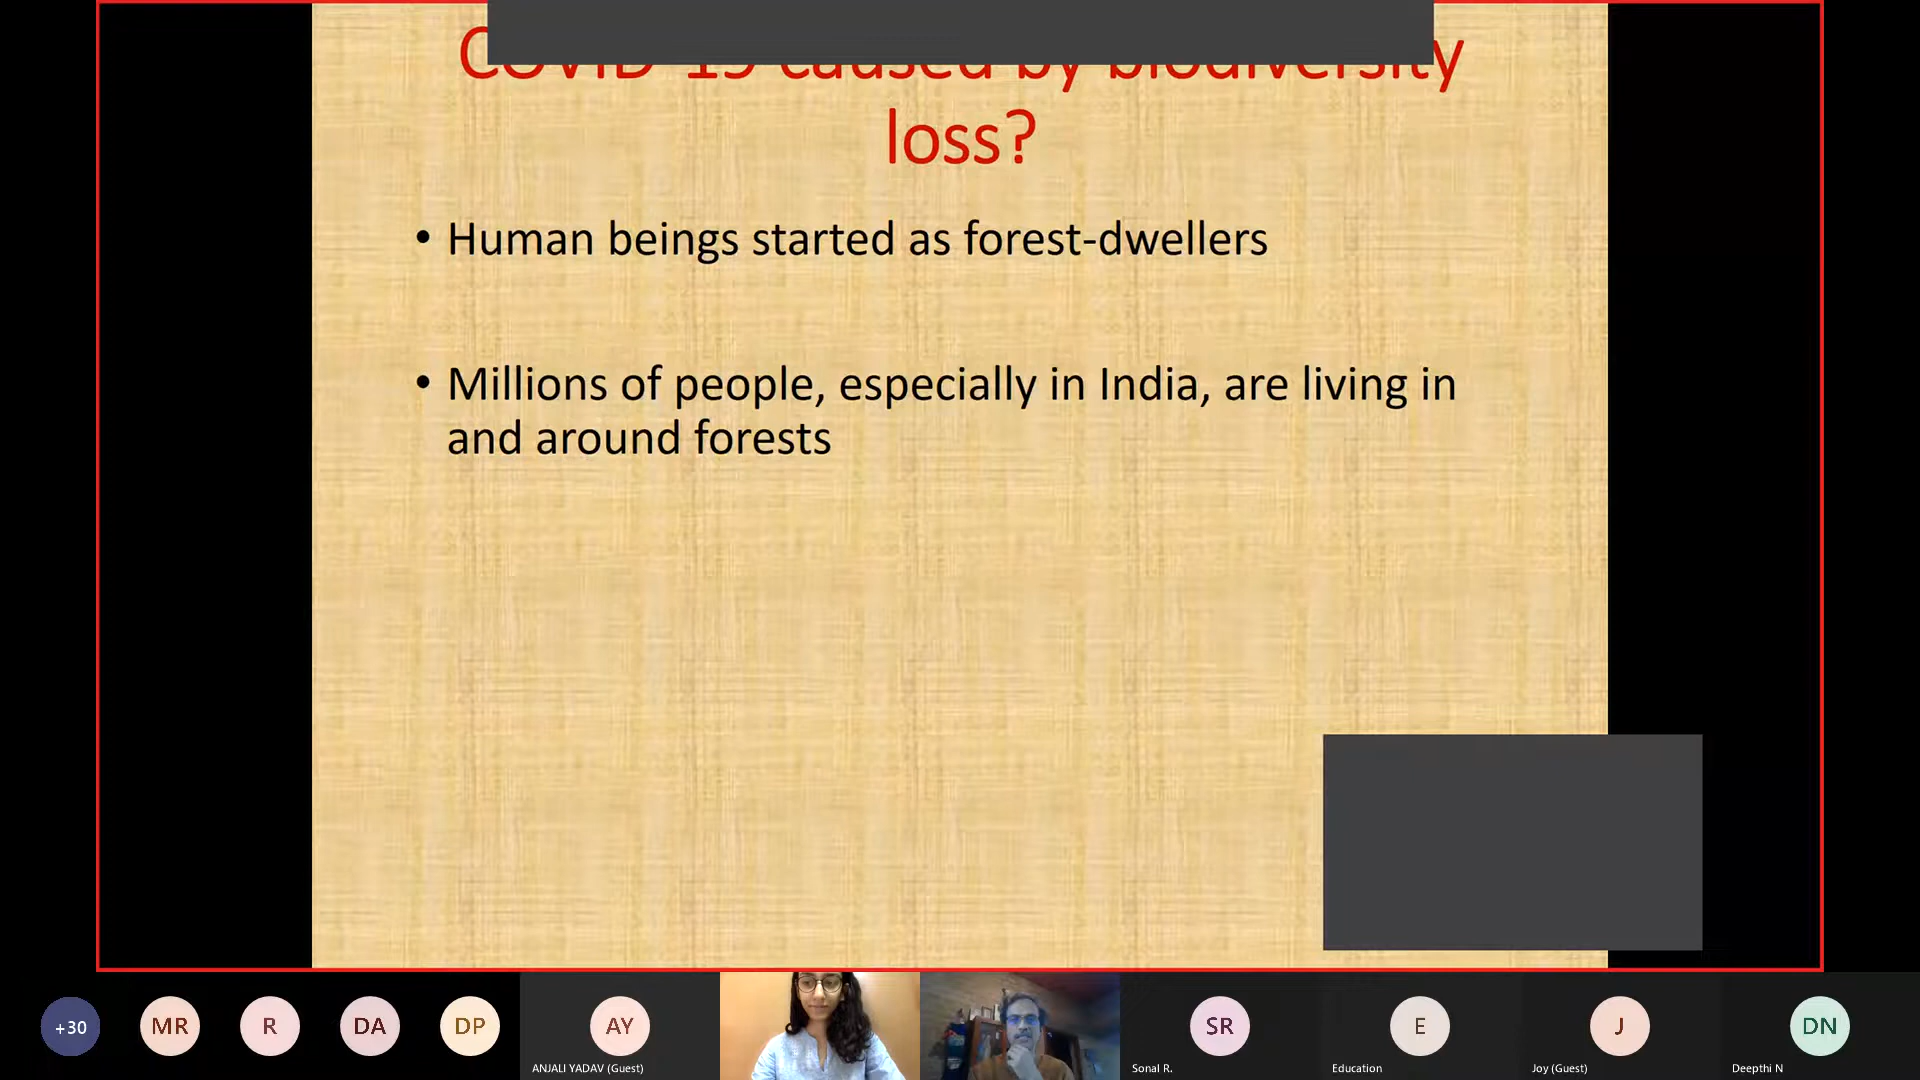 COVID-19 caused by biodiversity
loss?
• Human beings started as forest-dwellers
• Millions of people, especially in India, are living in
and around forests
+30
MR
R
DA
DP
AY
ANJALI YADAV (Guest)
SR
Sonal R.
E
Education
J
Joy (Guest)
DN
Deepthi N